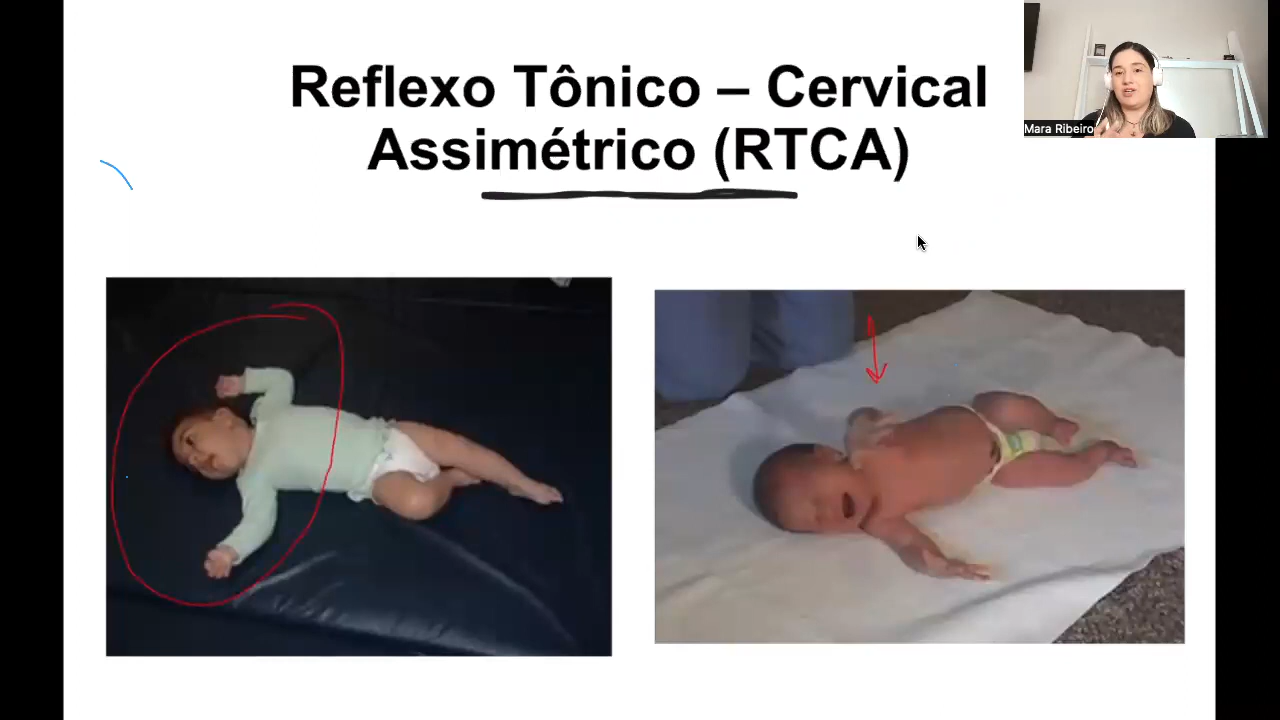 Reflexo Tônico – Cervical
Assimétrico (RTCA)
Mara Ribeiro